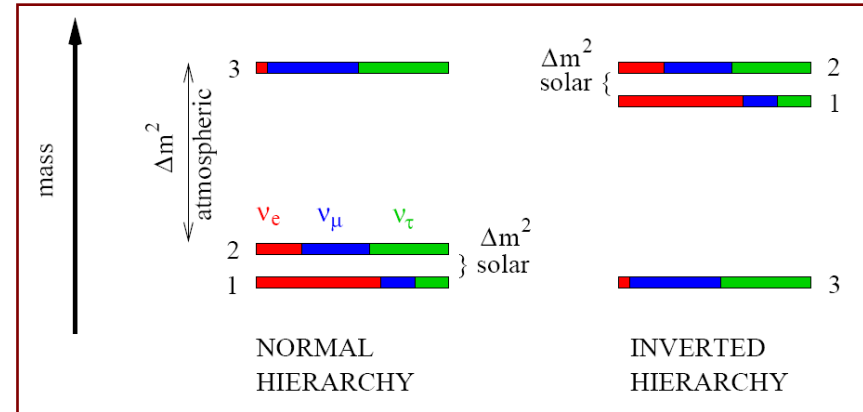 mass
Δm²
atmospheric
3
2
1
νe νμ ντ
Δm²
solar
NORMAL
HIERARCHY
Δm²
solar
2
1
3
INVERTED
HIERARCHY